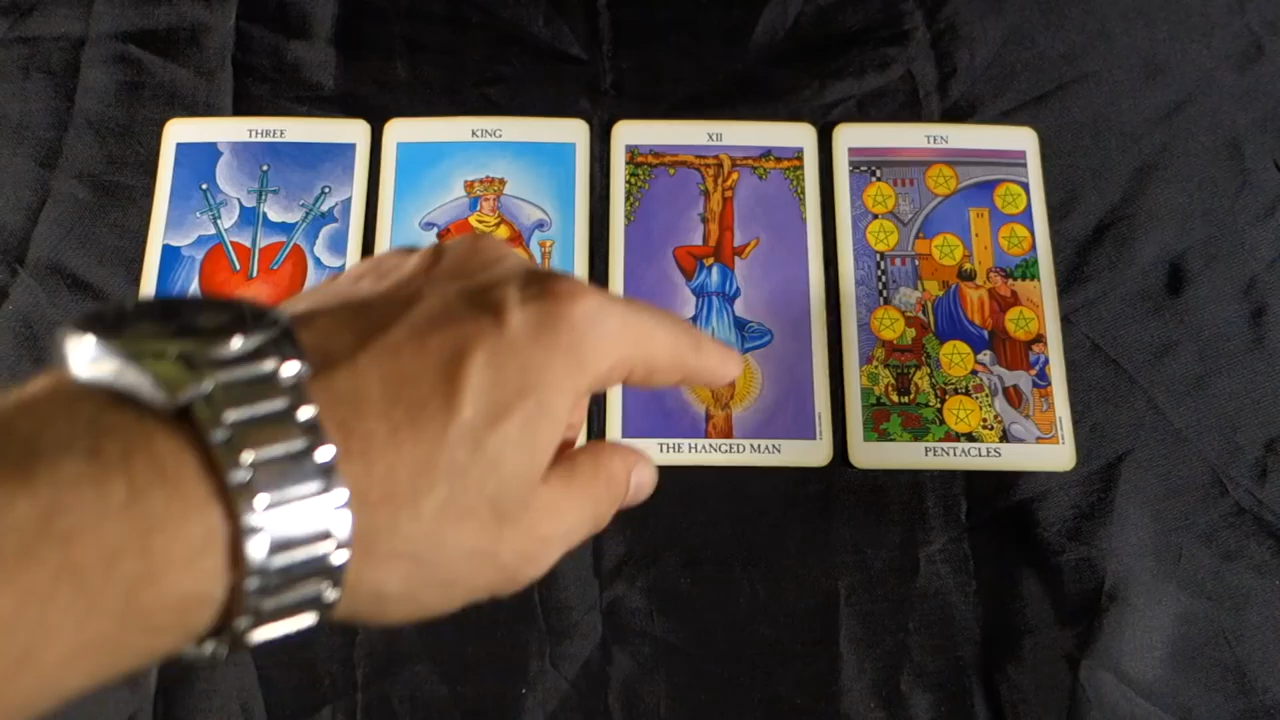 THREE
KING
XII
THE HANGED MAN
TEN
PENTACLES